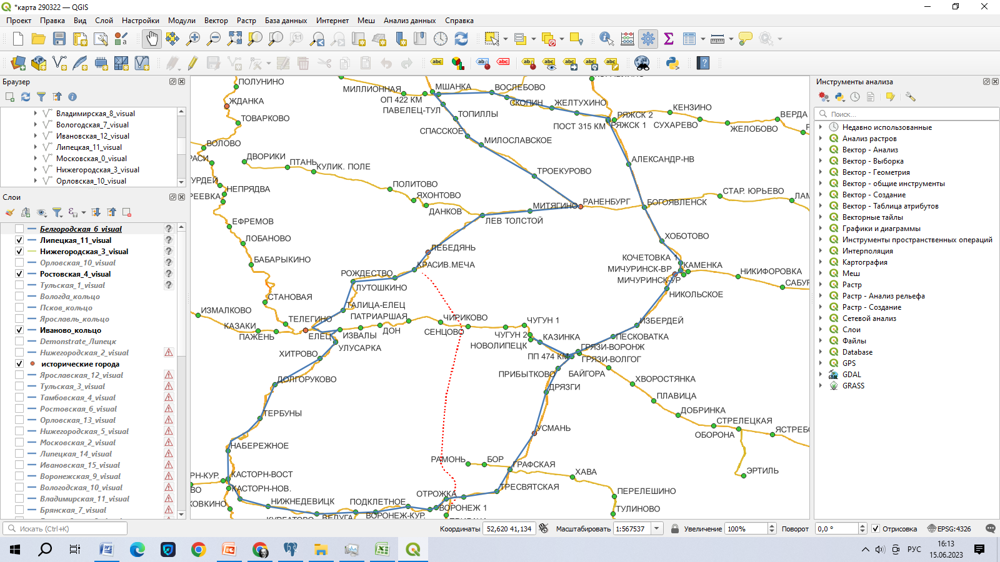 *карта 290322 — QGIS
Проект Правка Вид Слой Настройки Модули Вектор Растр База данных Интернет Меш Анализ данных Справка
Браузер
Владимирская_8_visual
Вологодская_7_visual
Ивановская_12_visual
Липецкая_11_visual
Московская_0_visual
Нижегородская_3_visual
Орловская_10_visual
Слои
Белгородская_6_visual
Липецкая_11_visual
Нижегородская_3_visual
Орловская_10_visual
Ростовская_4_visual
Тульская_1_visual
Вологда_кольцо
Псков_кольцо
Ярославль_кольцо
Иваново_кольцо
Demonstrate_Липецк
Нижегородская_2_visual
исторические города
Ярославская_12_visual
Тульская_3_visual
Тамбовская_4_visual
Ростовская_6_visual
Орловская_13_visual
Нижегородская_5_visual
Московская_2_visual
Липецкая_14_visual
Ивановская_15_visual
Воронежская_9_visual
Вологодская_10_visual
Владимирская_11_visual
Брянская_7_visual
ПОЛУНИНО
МИЛЛИОННАЯ
МШАНКА
ВОСЛЕБОВО
ЖДАНКА
ОП 422 КМ
СКОПИН
ЖЕЛТУХИНО
КЕНЗИНО
ПАВЕЛЕЦ-ТУЛ
ТОВАРКОВО
ТОПИЛЛЫ
РЯЖСК 2
ВЕРДА
ПОСТ 315 КМ
РЯЖСК 1
СУХАРЕВО
ЖЕЛОБОВО
СПАССКОЕ
МИЛОСЛАВСКОЕ
ВОЛОВО
ДВОРИКИ
ПТАНЬ
КУЛИК. ПОЛЕ
АЛЕКСАНДР-НВ
ТРОЕКУРОВО
НЕПРЯДВА
ПОЛИТОВО
СТАР. ЮРЬЕВО
ЯХОНТОВО
МИТЯГИНО
РАНЕНБУРГ
БОГОЯВЛЕНСК
ДАНКОВ
ЕФРЕМОВ
ЛЕВ ТОЛСТОЙ
ЛОБАНОВО
ХОБОТОВО
ЛЕБЕДЯНЬ
БАБАРЫКИНО
КОЧЕТОВКА 1
КРАСИВ.МЕЧА
КАМЕНКА
МИЧУРИНСК-ВР
РОЖДЕСТВО
НИКИФОРОВКА
МИЧУРИНСК-УР
ЛУТОШКИНО
НИКОЛЬСКОЕ
СТАНОВАЯ
ТАЛИЦА-ЕЛЕЦ
ИЗМАЛКОВО
ПАТРИАРШАЯ
ЧИРИКОВО
ЧУГУН 1
ИЗБЕРДЕЙ
ТЕЛЕГИНО
КАЗАКИ
ДОН
СЕНЦОВО
ЧУГУН 2
ПАЖЕНЬ
ЕЛЕЦ
ИЗВАЛЫ
КАЗИНКА
ПЕСКОВАТКА
УЛУСАРКА
НОВОЛИПЕЦК
ГРЯЗИ-ВОРОНЖ
ХИТРОВО
ПП 474 КМ
ГРЯЗИ-ВОЛГОГ
ПРИБЫТКОВО
БАЙГОРА
ДОЛГОРУКОВО
ХВОРОСТЯНКА
ДРЯЗГИ
ПЛАВИЦА
ТЕРБУНЫ
ДОБРИНКА
СТРЕЛЕЦКАЯ
УСМАНЬ
ОБОРОНА
НАБЕРЕЖНОЕ
РАМОНЬ
БОР
ГРАФСКАЯ
ХАВА
ЭРТИЛЬ
КАСТОРН-ВОСТ
КАСТОРН-НОВ.
ТРЕСВЯТСКАЯ
ПЕРЕЛЕШИНО
ОТРОЖКА
НИЖНЕДЕВИЦК
ПОДКЛЕТНОЕ
ВОРОНЕЖ 1
ТУЛИНОВО
ВОРОНЕЖ-КУР.
Инструменты анализа
Поиск...
Недавно использованные
Анализ растров
Вектор - Анализ
Вектор - Выборка
Вектор - Геометрия
Вектор - общие инструменты
Вектор - Создание
Вектор - Таблица атрибутов
Векторные тайлы
Графики и диаграммы
Инструменты пространственных операций
Интерполяция
Картография
Меш
Растр
Растр - Анализ рельефа
Растр - Создание
Сетевой анализ
Слои
Файлы
Database
GPS
GDAL
GRASS
Искать (Ctrl+K)
Координаты 52,620 41,134 Масштабировать 1:567537 Увеличение 100% Поворот 0,0 ° Отрисовка EPSG:4326
РУС
16:13
15.06.2023